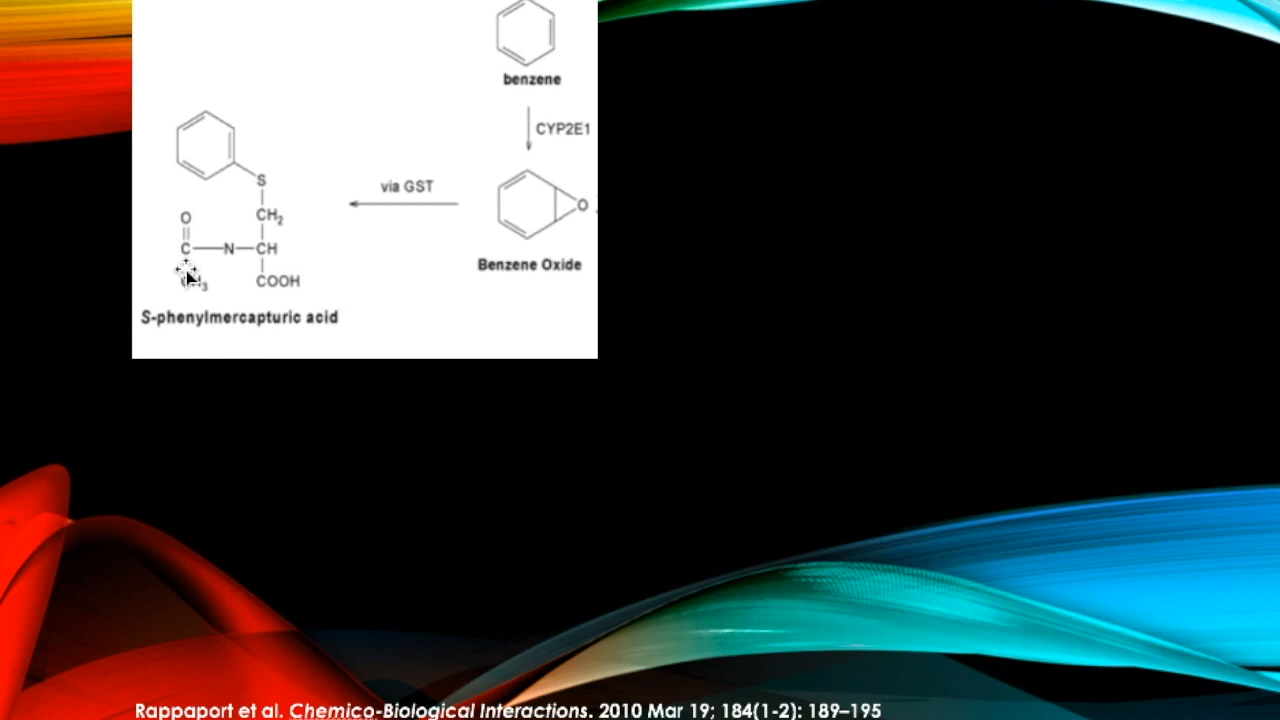 benzene
CYP2E1
via GST
S
O
CH2
O
C
N
CH
COOH
Benzene Oxide
S-phenylmercapturic acid
Rappaport et al. Chemico-Biological Interactions. 2010 Mar 19; 184(1-2): 189–195